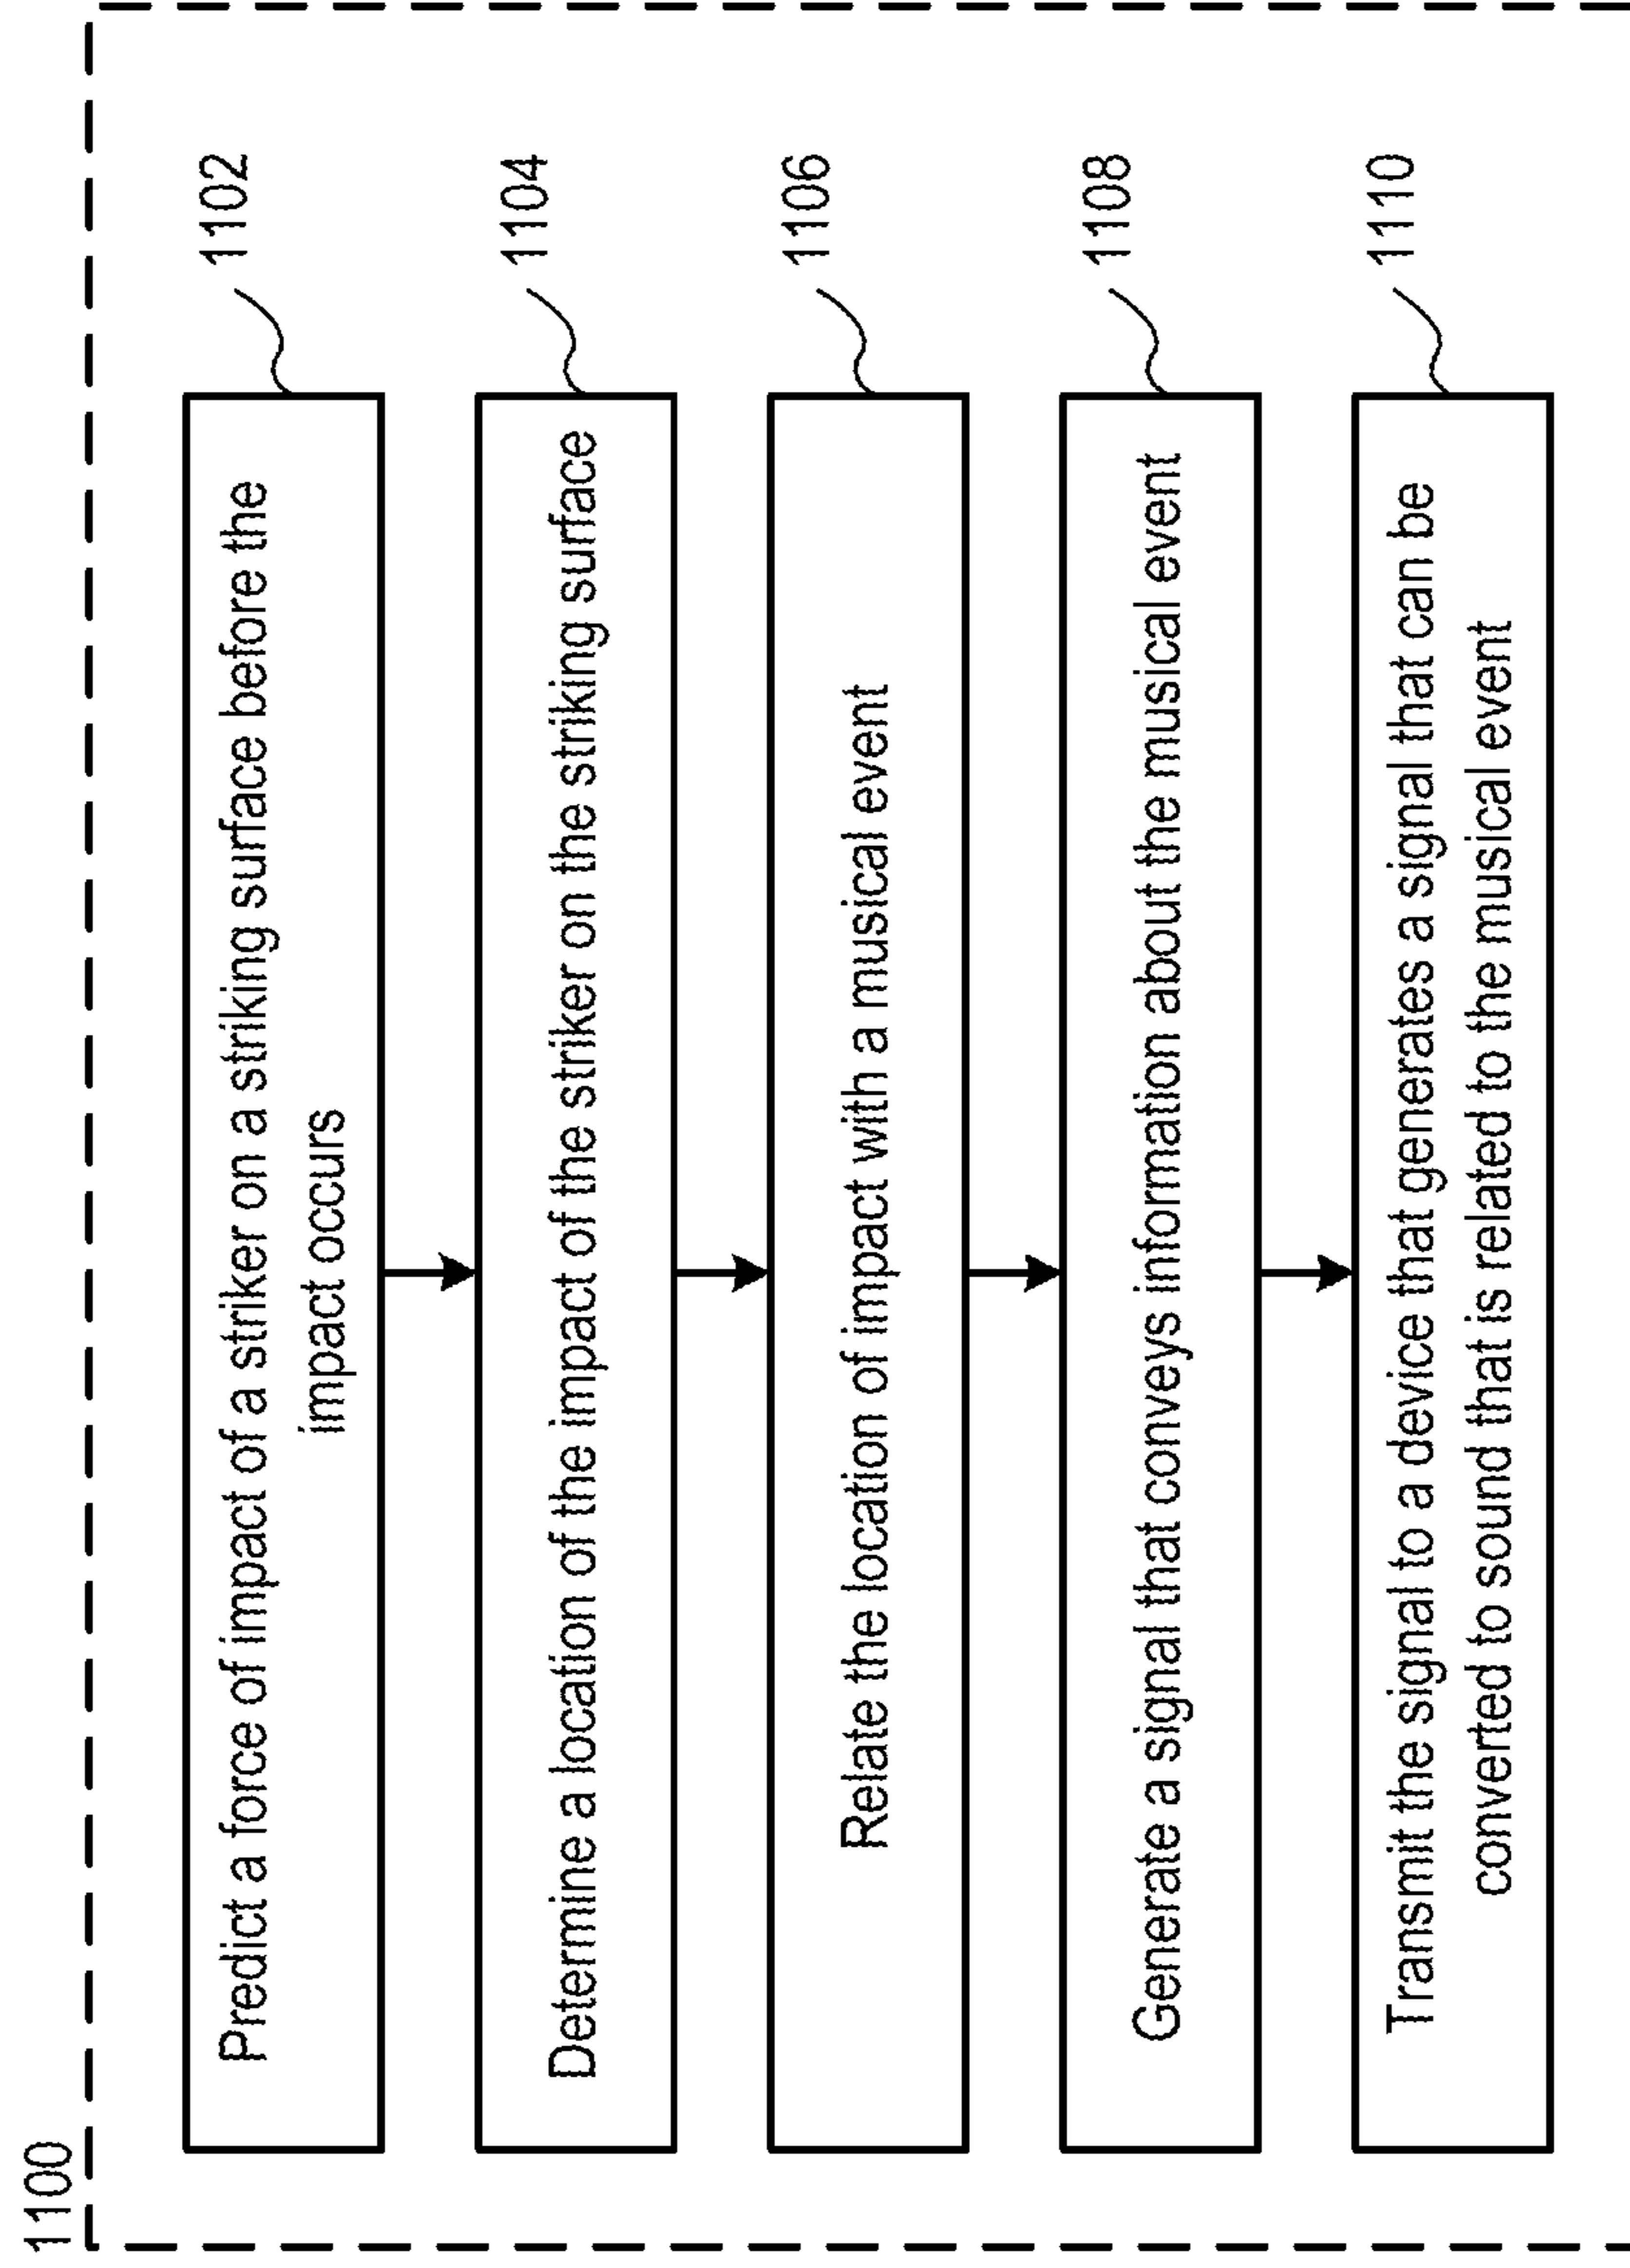 1100
Predict a force of impact of a striker on a striking surface before the
impact occurs
1102
Determine a location of the impact of the striker on the striking surface
1104
Relate the location of impact with a musical event
1106
Generate a signal that conveys information about the musical event
1108
Transmit the signal to a device that generates a signal that can be
converted to sound that is related to the musical event
1110